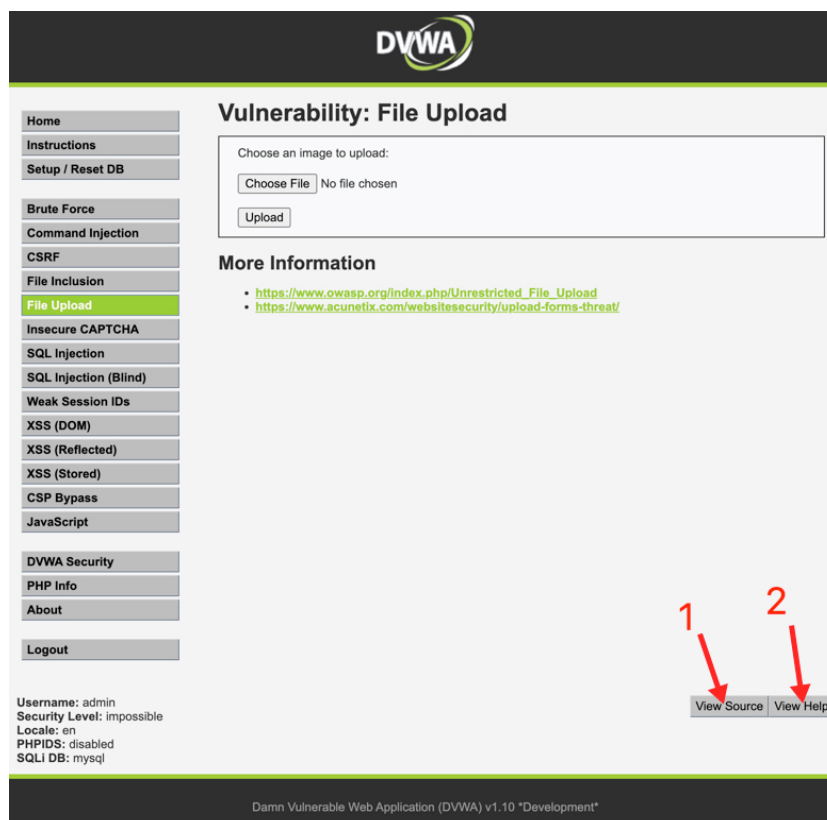 DVWA
Home
Instructions
Setup / Reset DB
Brute Force
Command Injection
CSRF
File Inclusion
File Upload
Insecure CAPTCHA
SQL Injection
SQL Injection (Blind)
Weak Session IDs
XSS (DOM)
XSS (Reflected)
XSS (Stored)
CSP Bypass
JavaScript
DVWA Security
PHP Info
About
Logout
Vulnerability: File Upload
Choose an image to upload:
Choose File No file chosen
Upload
More Information
• https://www.owasp.org/index.php/Unrestricted_File_Upload
• https://www.acunetix.com/websitesecurity/upload-forms-threat/
1 2
View Source View Help
Username: admin
Security Level: impossible
Locale: en
PHPIDS: disabled
SQLi DB: mysql
Damn Vulnerable Web Application (DVWA) v1.10 *Development*